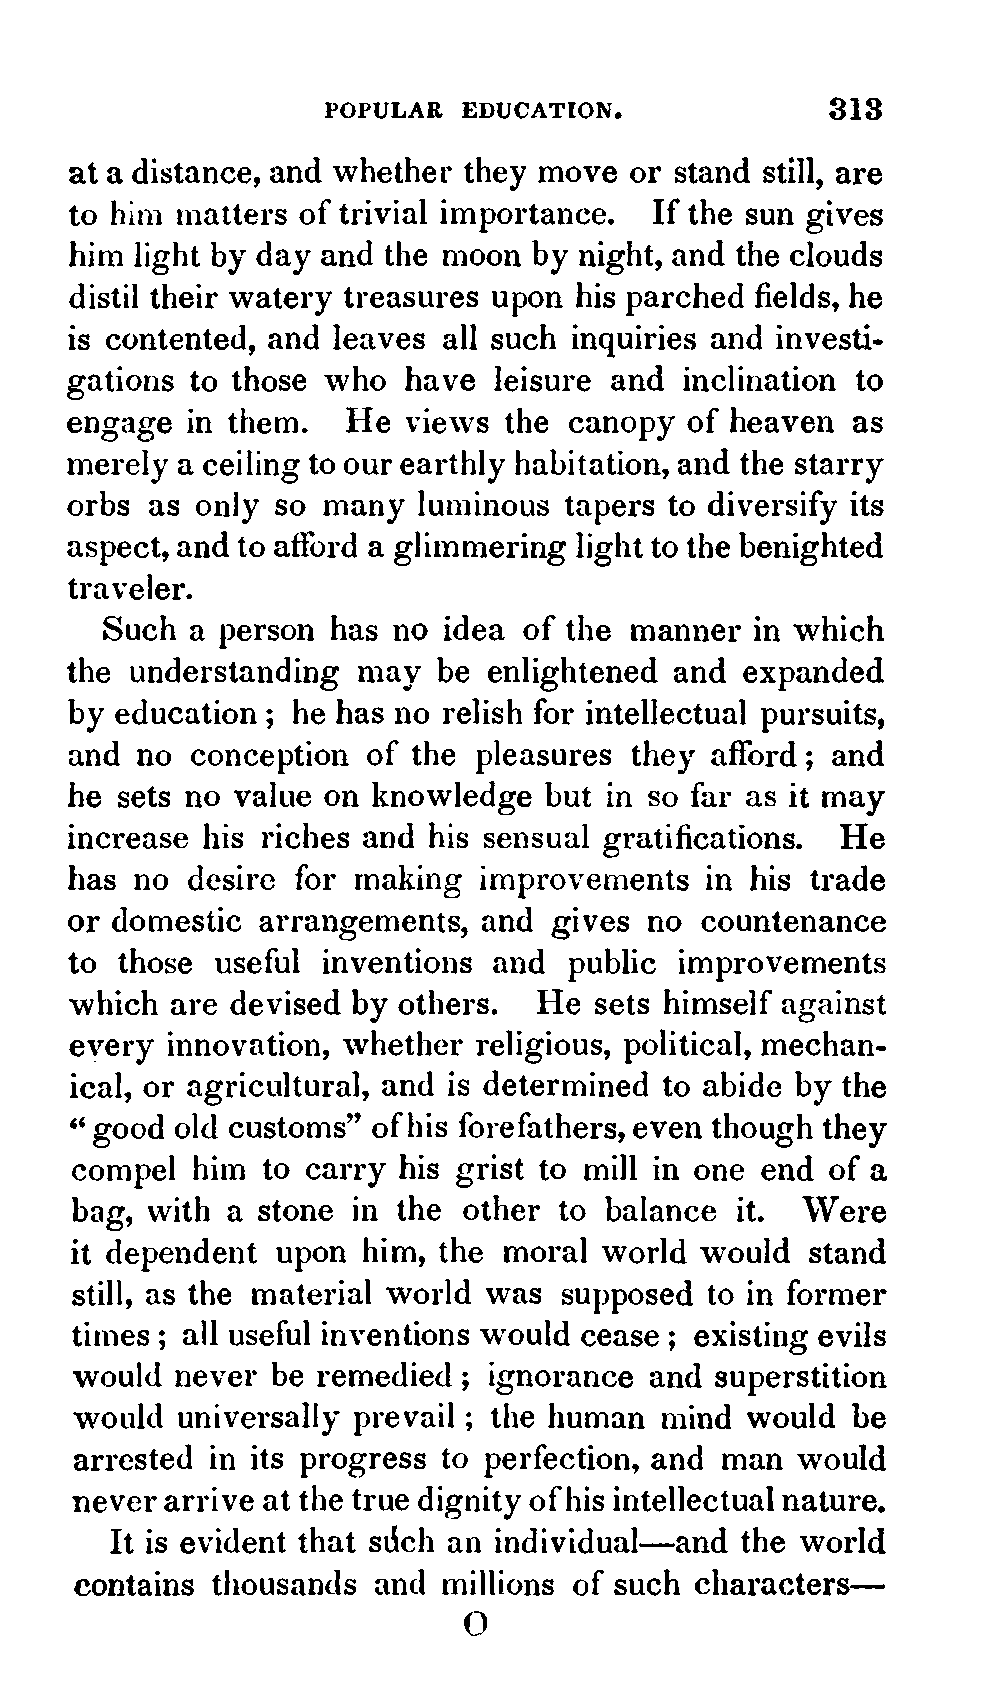 POPULAR EDUCATION. 313
at a distance, and whether they move or stand still, are
to him matters of trivial importance. If the sun gives
him light by day and the moon by night, and the clouds
distil their watery treasures upon his parched fields, he
is contented, and leaves all such inquiries and investi-
gations to those who have leisure and inclination to
engage in them. He views the canopy of heaven as
merely a ceiling to our earthly habitation, and the starry
orbs as only so many luminous tapers to diversify its
aspect, and to afford a glimmering light to the benighted
traveler.
Such a person has no idea of the manner in which
the understanding may be enlightened and expanded
by education; he has no relish for intellectual pursuits,
and no conception of the pleasures they afford; and
he sets no value on knowledge but in so far as it may
increase his riches and his sensual gratifications. He
has no desire for making improvements in his trade
or domestic arrangements, and gives no countenance
to those useful inventions and public improvements
which are devised by others. He sets himself against
every innovation, whether religious, political, mechan-
ical, or agricultural, and is determined to abide by the
“good old customs” of his forefathers, even though they
compel him to carry his grist to mill in one end of a
bag, with a stone in the other to balance it. Were
it dependent upon him, the moral world would stand
still, as the material world was supposed to in former
times; all useful inventions would cease; existing evils
would never be remedied; ignorance and superstition
would universally prevail; the human mind would be
arrested in its progress to perfection, and man would
never arrive at the true dignity of his intellectual nature.
It is evident that such an individual—and the world
contains thousands and millions of such characters—
O